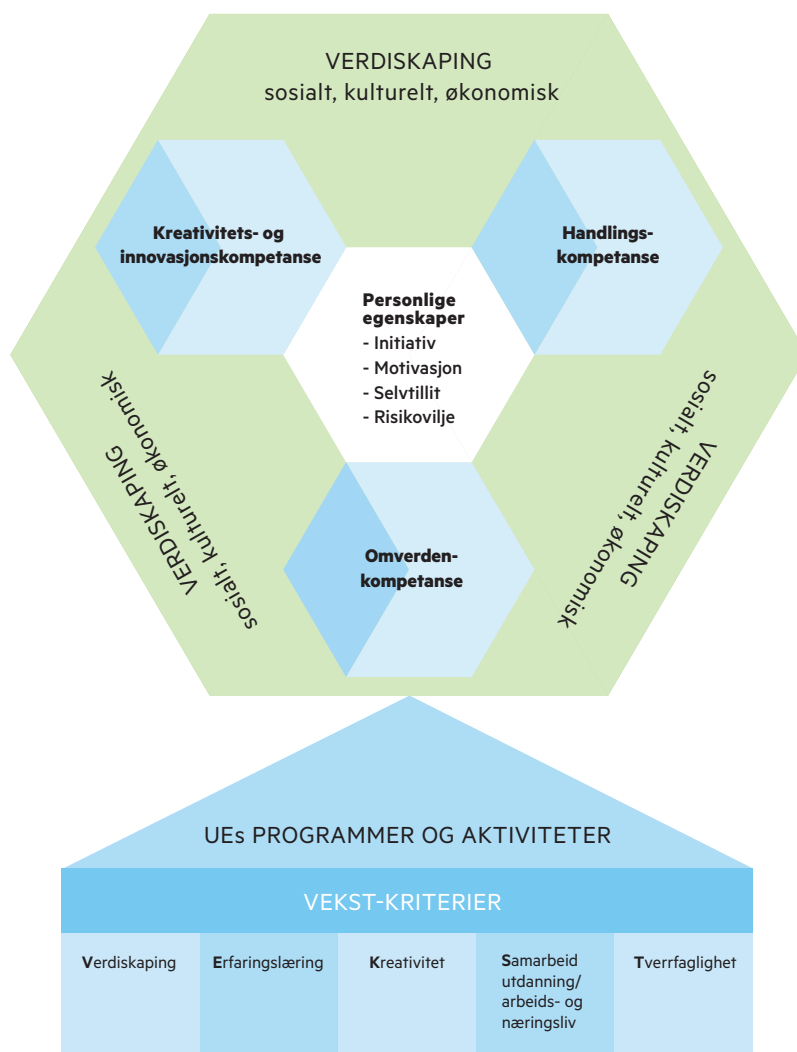 VERDISKAPING
sosialt, kulturelt, økonomisk
Kreativitets- og
innovasjonskompetanse
Handlings-
kompetanse
Personlige
egenskaper
- Initiativ
- Motivasjon
- Selvtillit
- Risikovilje
VERDISKAPING
sosialt, kulturelt, økonomisk
VERDISKAPING
sosialt, kulturelt, økonomisk
Omverden-
kompetanse
UEs PROGRAMMER OG AKTIVITETER
VEKST-KRITERIER
Verdiskaping
Erfaringslæring
Kreativitet
Samarbeid
utdanning/
arbeids- og
næringsliv
Tverrfaglighet